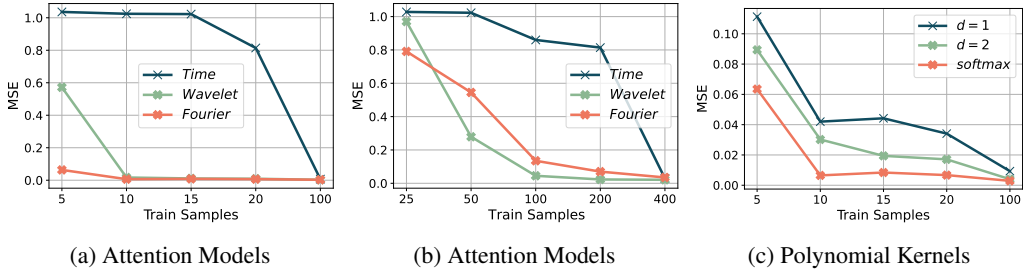 1.0
0.8
0.6
0.4
0.2
0.0
MSE
Time
Wavelet
Fourier
5 10 15 20 100
Train Samples
(a) Attention Models
1.0
0.8
0.6
0.4
0.2
0.0
MSE
Time
Wavelet
Fourier
25 50 100 200 400
Train Samples
(b) Attention Models
0.10
0.08
0.06
0.04
0.02
0.00
MSE
d = 1
d = 2
softmax
5 10 15 20 100
Train Samples
(c) Polynomial Kernels